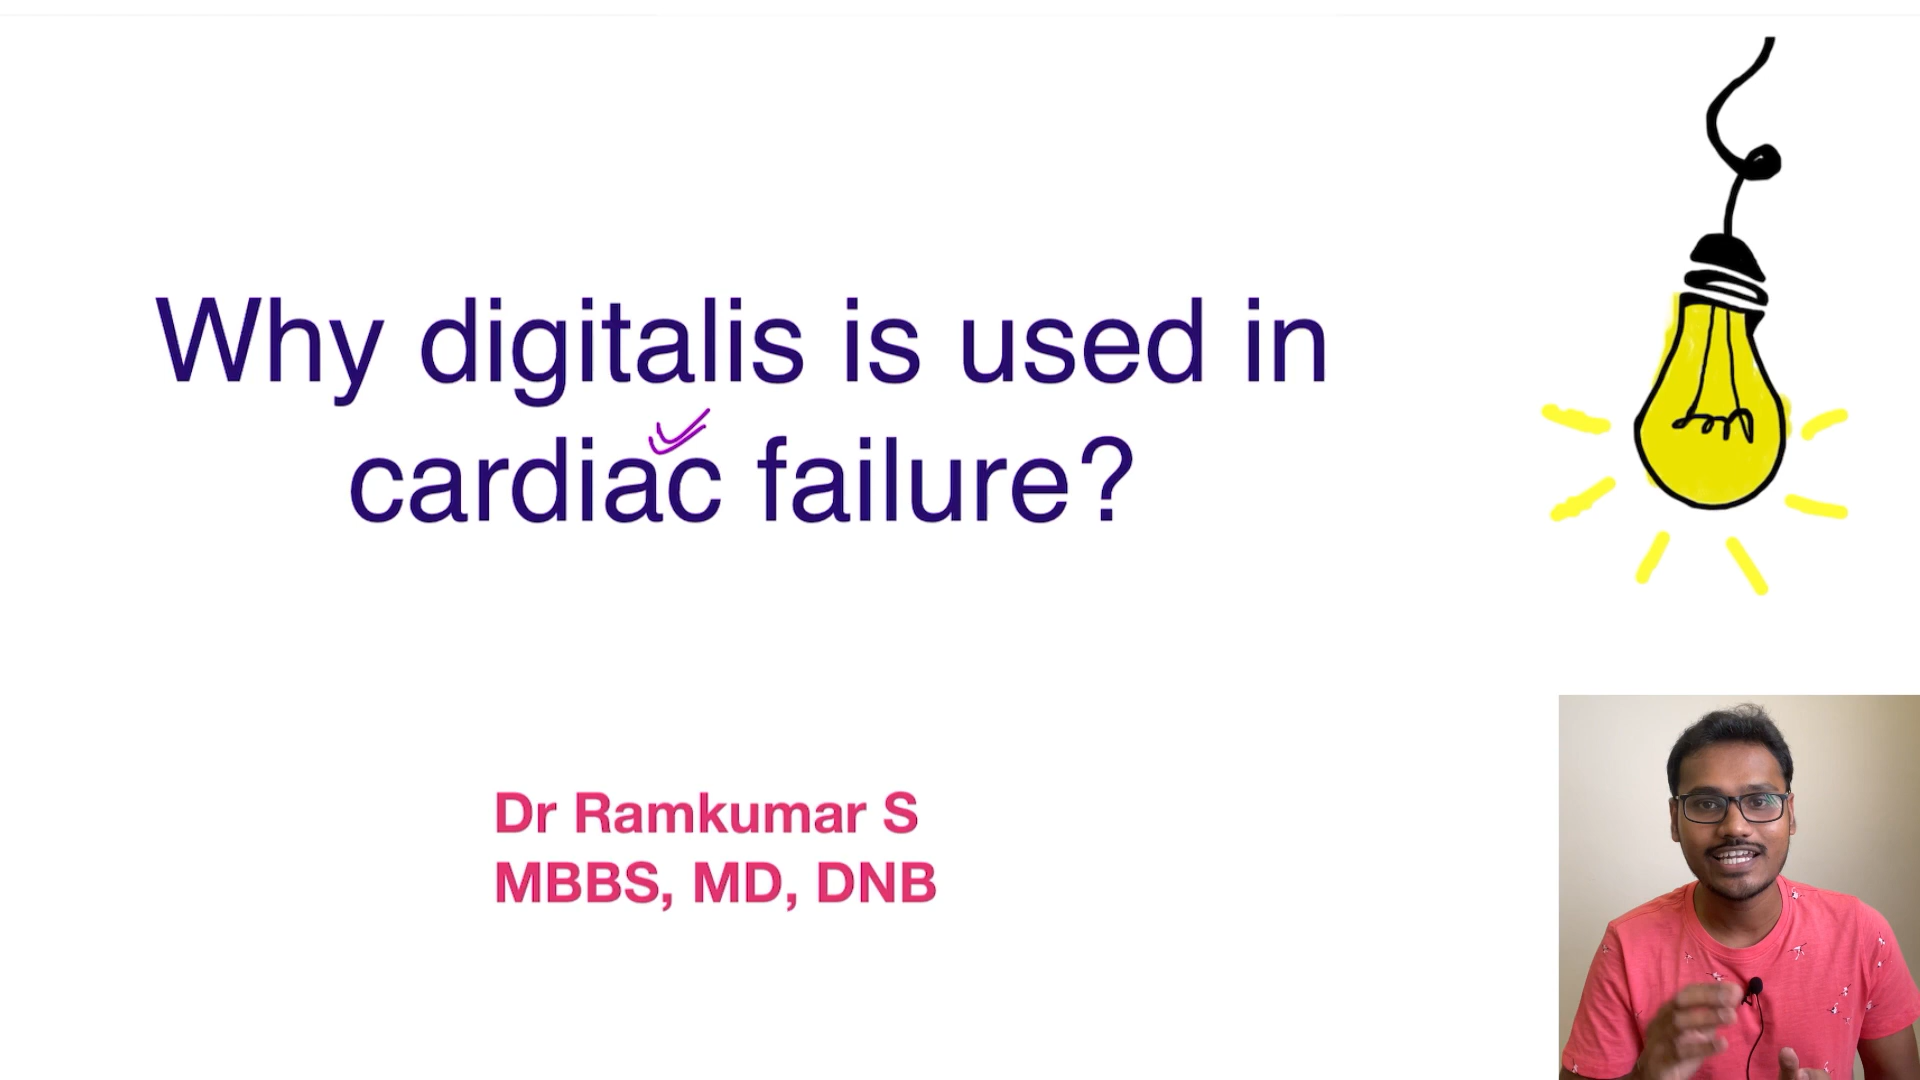 Why digitalis is used in
cardiac failure?
Dr Ramkumar S
MBBS, MD, DNB